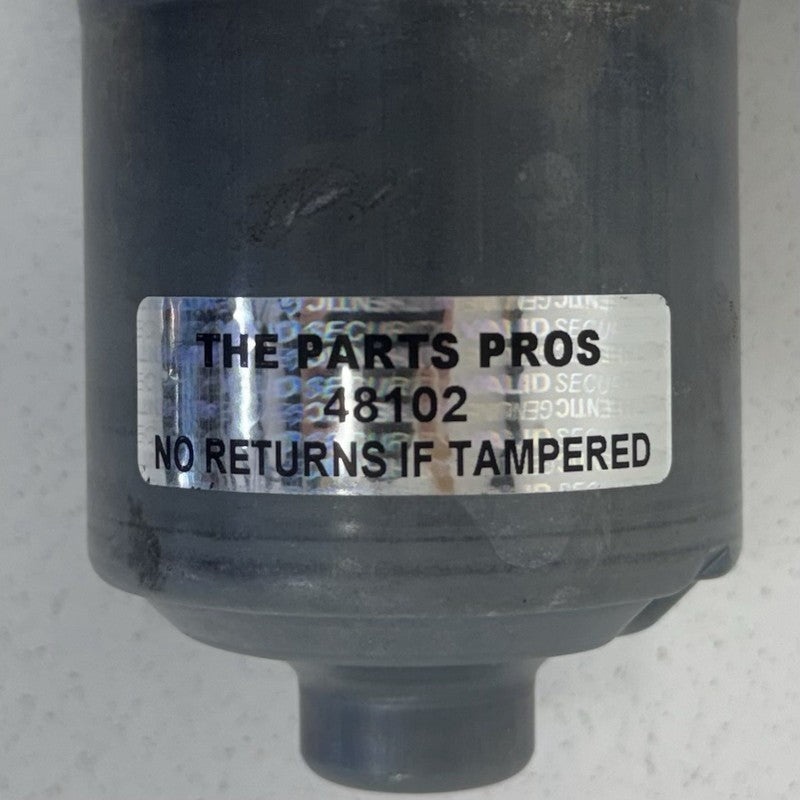 THE PARTS PROS
48102
NO RETURNS IF TAMPERED